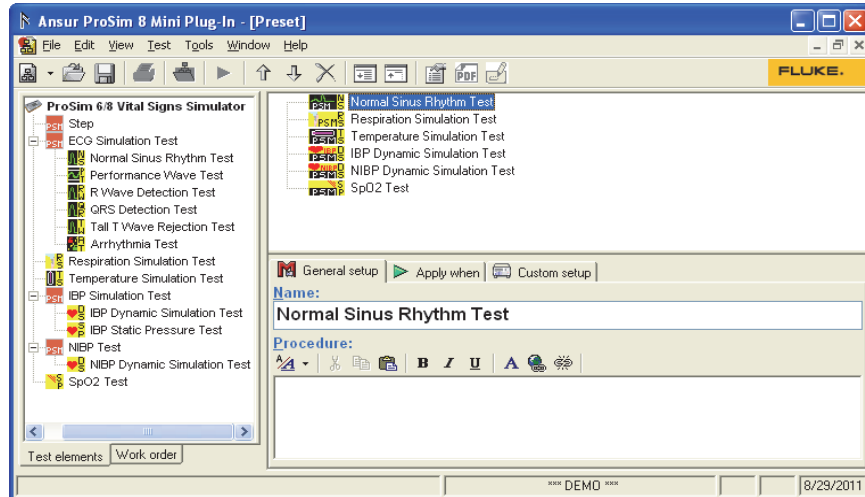 Ansur ProSim 8 Mini Plug-In - [Preset]
File Edit View Test Tools Window Help
PDF
FLUKE.
ProSim 6/8 Vital Signs Simulator
Step
ECG Simulation Test
Normal Sinus Rhythm Test
Performance Wave Test
R Wave Detection Test
QRS Detection Test
Tall T Wave Rejection Test
Arrhythmia Test
Respiration Simulation Test
Temperature Simulation Test
IBP Simulation Test
IBP Dynamic Simulation Test
IBP Static Pressure Test
NIBP Test
NIBP Dynamic Simulation Test
SpO2 Test
Test elements Work order
Normal Sinus Rhythm Test
Respiration Simulation Test
Temperature Simulation Test
IBP Dynamic Simulation Test
NIBP Dynamic Simulation Test
SpO2 Test
General setup Apply when Custom setup
Name:
Normal Sinus Rhythm Test
Procedure:
B I U A
*** DEMO *** 8/29/2011